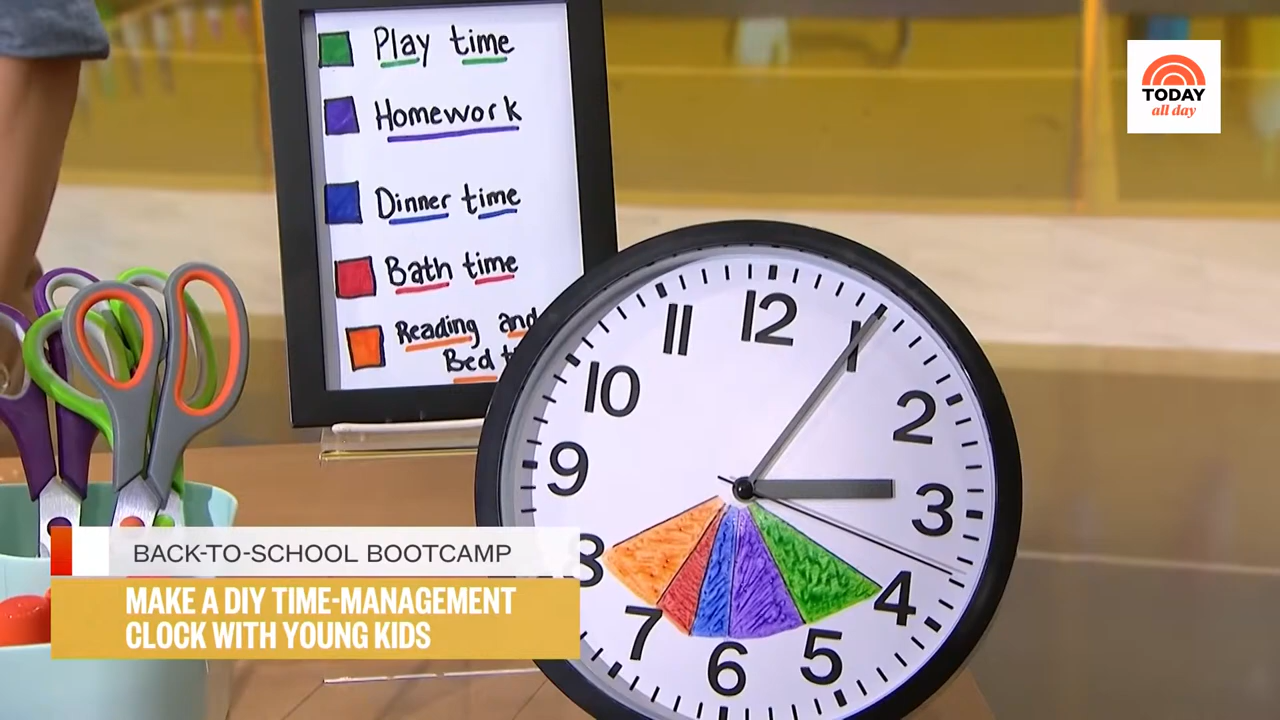 Play time
Homework
Dinner time
Bath time
Reading and
Bed
TODAY
all day
12
1
2
3
4
5
6
7
8
9
10
11
BACK-TO-SCHOOL BOOTCAMP
MAKE A DIY TIME-MANAGEMENT
CLOCK WITH YOUNG KIDS